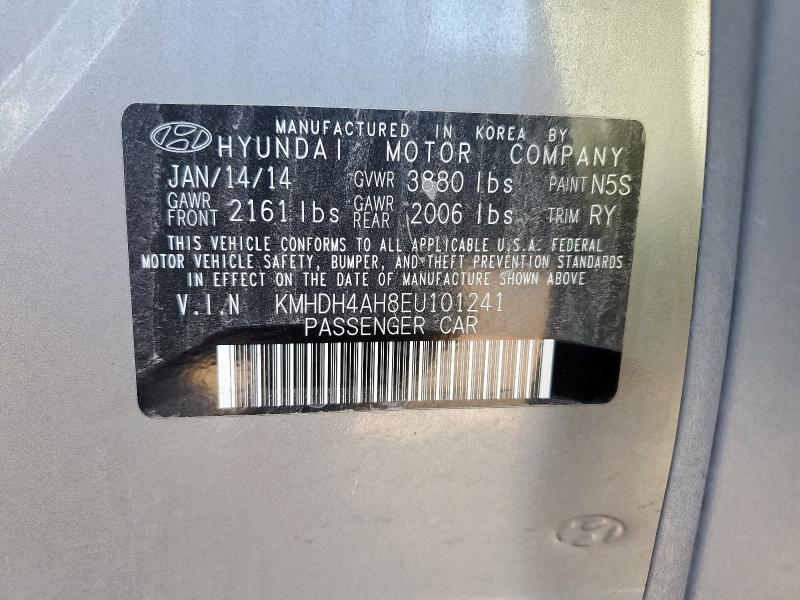 MANUFACTURED IN KOREA BY
HYUNDAI MOTOR COMPANY
JAN/14/14 GVWR 3880 lbs PAINT N5S
GAWR FRONT 2161 lbs GAWR REAR 2006 lbs TRIM RY
THIS VEHICLE CONFORMS TO ALL APPLICABLE U.S.A. FEDERAL
MOTOR VEHICLE SAFETY, BUMPER, AND THEFT PREVENTION STANDARDS
IN EFFECT ON THE DATE OF MANUFACTURE SHOWN ABOVE
V.I.N KMHDH4AH8EU101241
PASSENGER CAR